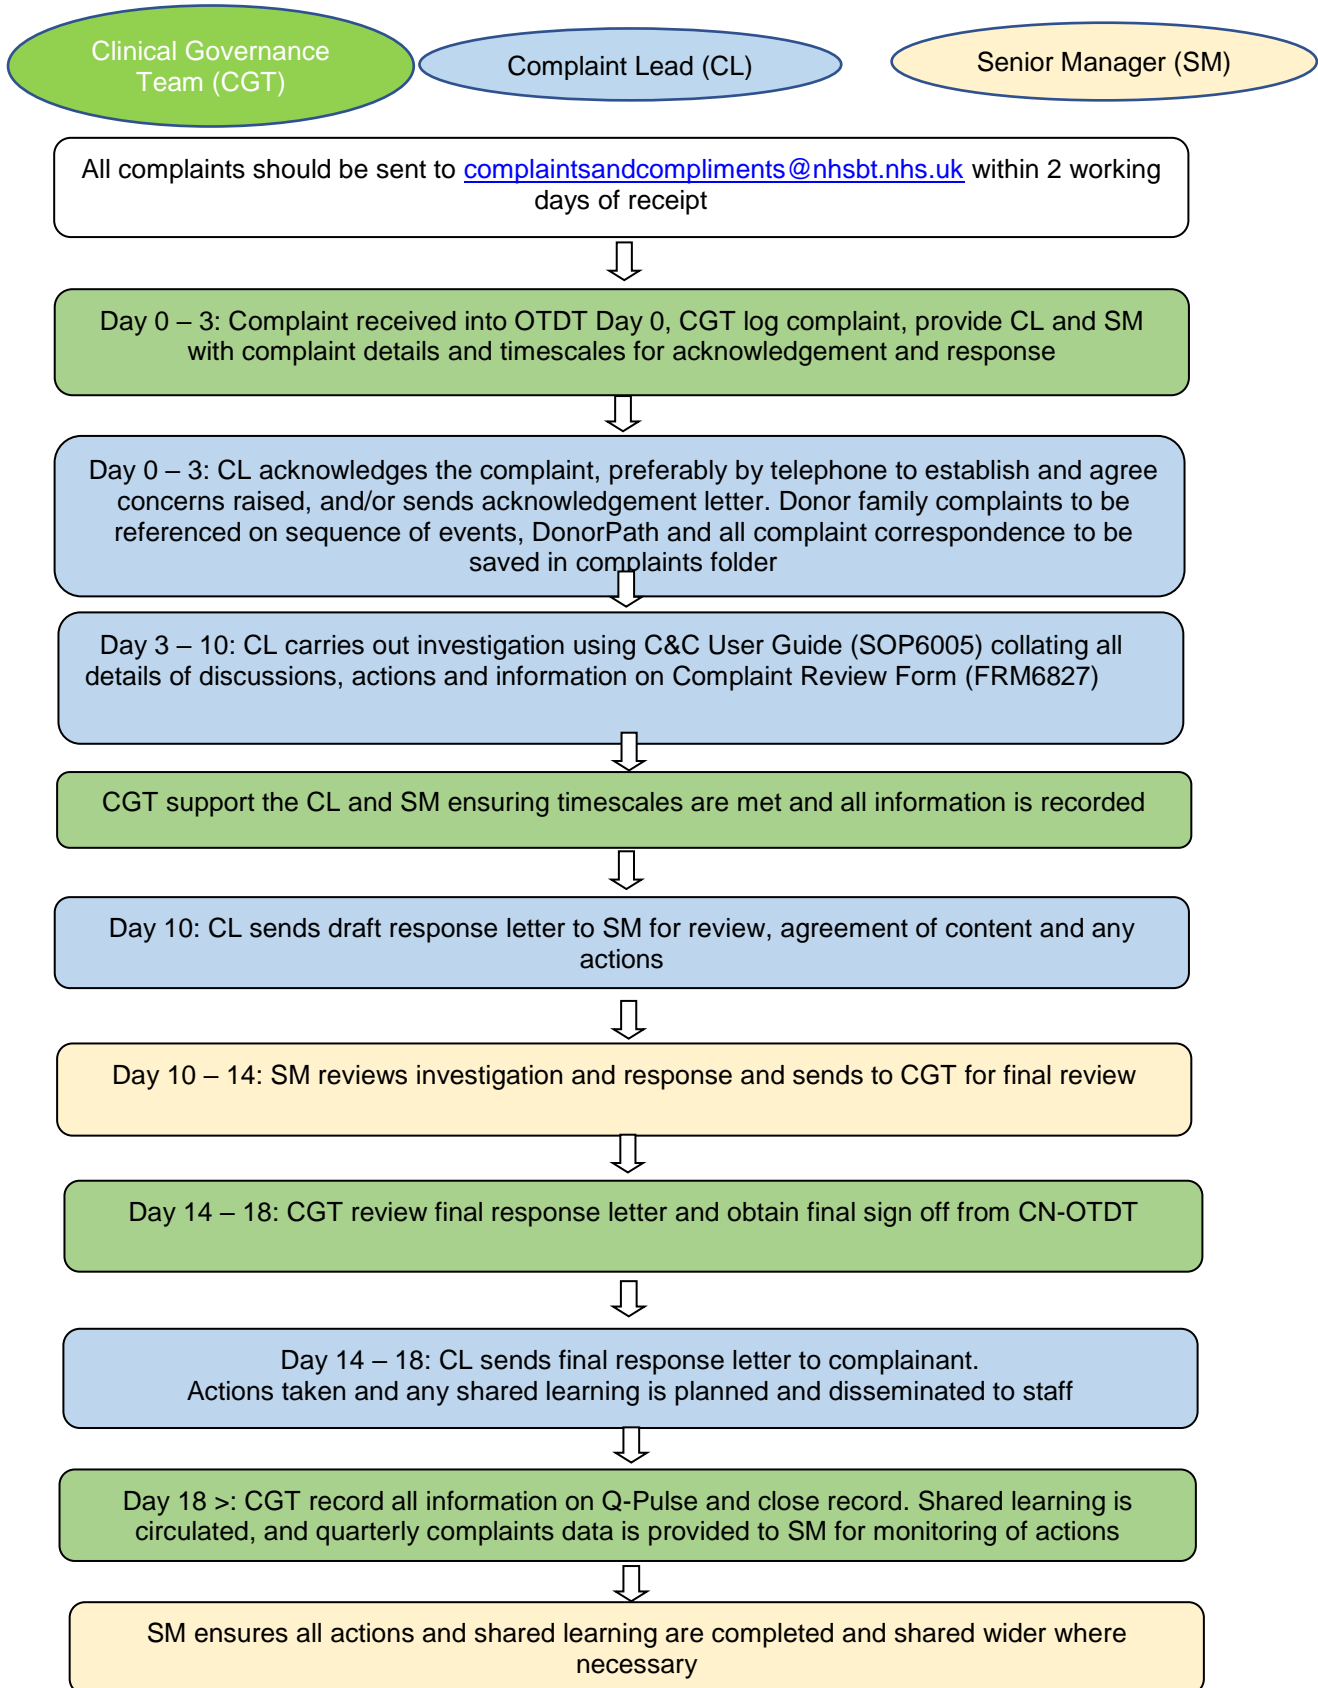 Clinical Governance
Team (CGT)
Complaint Lead (CL)
Senior Manager (SM)
All complaints should be sent to complaintsandcompliments@nhsbt.nhs.uk within 2 working
days of receipt
Day 0 – 3: Complaint received into OTDT Day 0, CGT log complaint, provide CL and SM
with complaint details and timescales for acknowledgement and response
Day 0 – 3: CL acknowledges the complaint, preferably by telephone to establish and agree
concerns raised, and/or sends acknowledgement letter. Donor family complaints to be
referenced on sequence of events, DonorPath and all complaint correspondence to be
saved in complaints folder
Day 3 – 10: CL carries out investigation using C&C User Guide (SOP6005) collating all
details of discussions, actions and information on Complaint Review Form (FRM6827)
CGT support the CL and SM ensuring timescales are met and all information is recorded
Day 10: CL sends draft response letter to SM for review, agreement of content and any
actions
Day 10 – 14: SM reviews investigation and response and sends to CGT for final review
Day 14 – 18: CGT review final response letter and obtain final sign off from CN-OTDT
Day 14 – 18: CL sends final response letter to complainant.
Actions taken and any shared learning is planned and disseminated to staff
Day 18 >: CGT record all information on Q-Pulse and close record. Shared learning is
circulated, and quarterly complaints data is provided to SM for monitoring of actions
SM ensures all actions and shared learning are completed and shared wider where
necessary